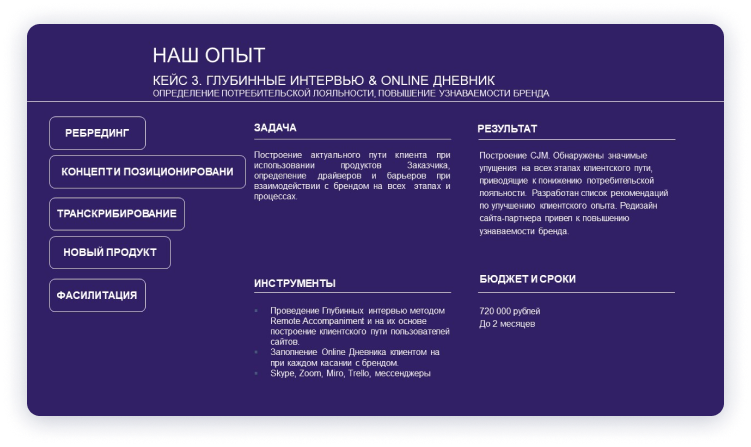 НАШ ОПЫТ
КЕЙС 3. ГЛУБИННЫЕ ИНТЕРВЬЮ & ONLINE ДНЕВНИК
ОПРЕДЕЛЕНИЕ ПОТРЕБИТЕЛЬСКОЙ ЛОЯЛЬНОСТИ, ПОВЫШЕНИЕ УЗНАВАЕМОСТИ БРЕНДА
РЕБРЕДИНГ
КОНЦЕПТ И ПОЗИЦИОНИРОВАНИ
ТРАНСКРИБИРОВАНИЕ
НОВЫЙ ПРОДУКТ
ФАСИЛИТАЦИЯ
ЗАДАЧА
Построение актуального пути клиента при
использовании продуктов Заказчика,
определение драйверов и барьеров при
взаимодействии с брендом на всех этапах и
процессах.
ИНСТРУМЕНТЫ
Проведение Глубинных интервью методом
Remote Accompaniment и на их основе
построение клиентского пути пользователей
сайтов.
Заполнение Online Дневника клиентом на
при каждом касании с брендом.
Skype, Zoom, Miro, Trello, мессенджеры
РЕЗУЛЬТАТ
Построение CJM. Обнаружены значимые
упущения на всех этапах клиентского пути,
приводящие к понижению потребительской
лояльности. Разработан список рекомендаций
по улучшению клиентского опыта. Редизайн
сайта-партнера привел к повышению
узнаваемости бренда.
БЮДЖЕТ И СРОКИ
720 000 рублей
До 2 месяцев